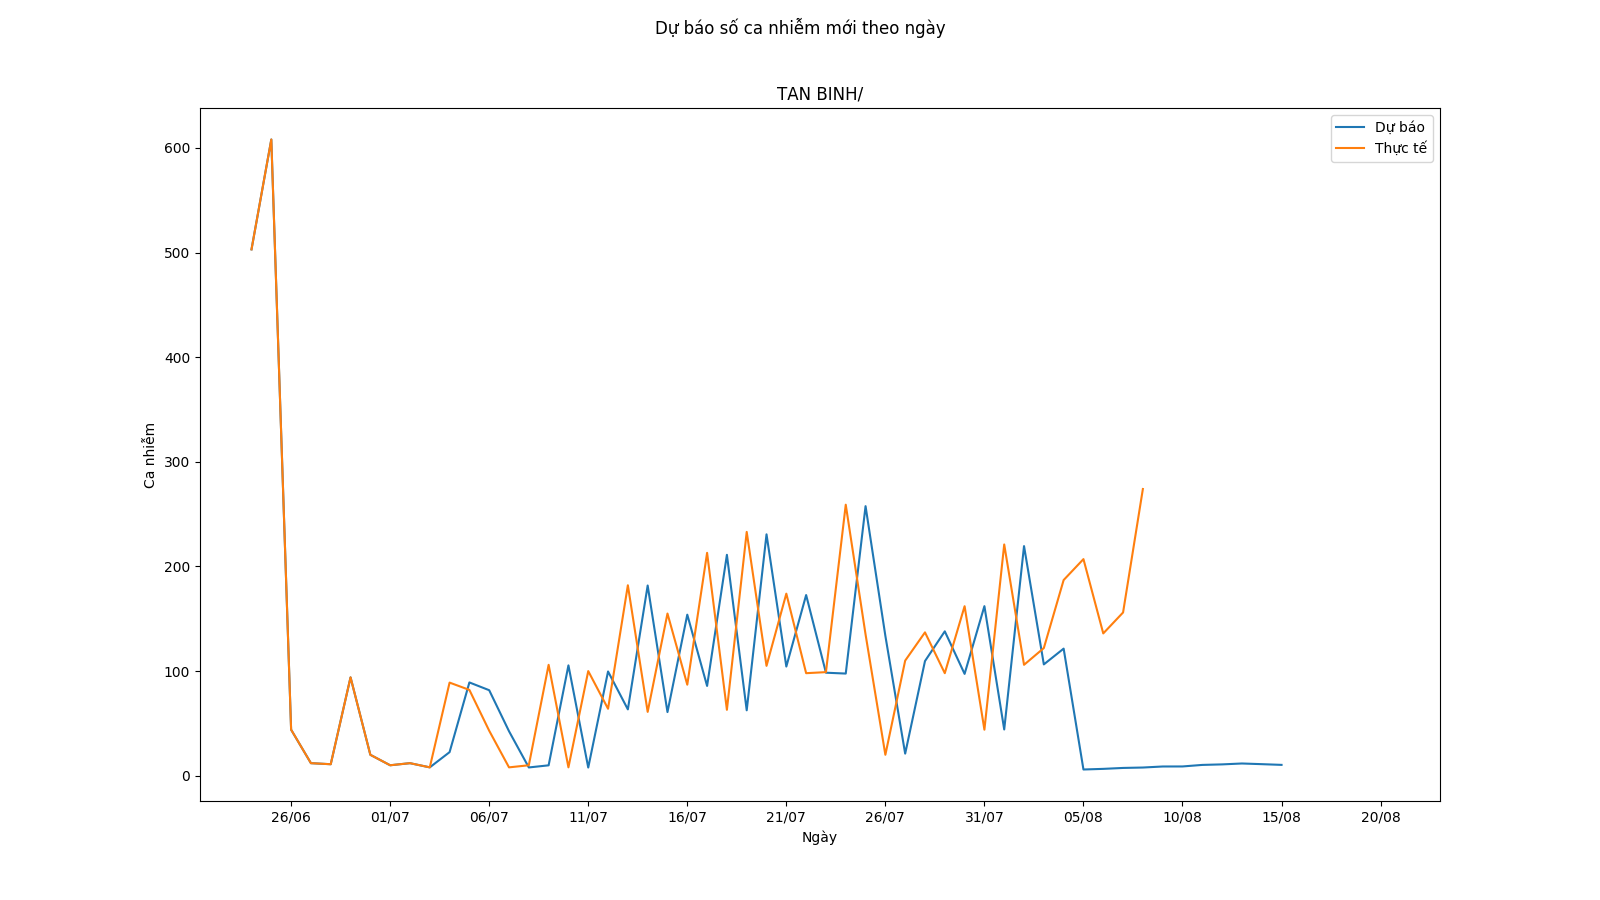 Dự báo số ca nhiễm mới theo ngày
TAN BINH/
Dự báo
Thực tế
600
500
400
300
200
100
0
Ca nhiễm
26/06 01/07 06/07 11/07 16/07 21/07 26/07 31/07 05/08 10/08 15/08 20/08
Ngày